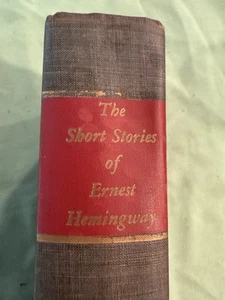 The
Short Stories
of
Ernest
Hemingway